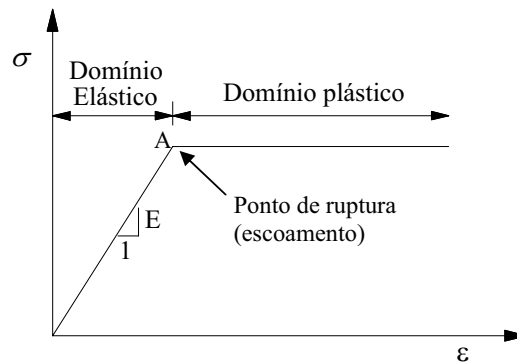 σ
Domínio
Elástico
Domínio plástico
A
Ponto de ruptura
(escoamento)
E
1
ε